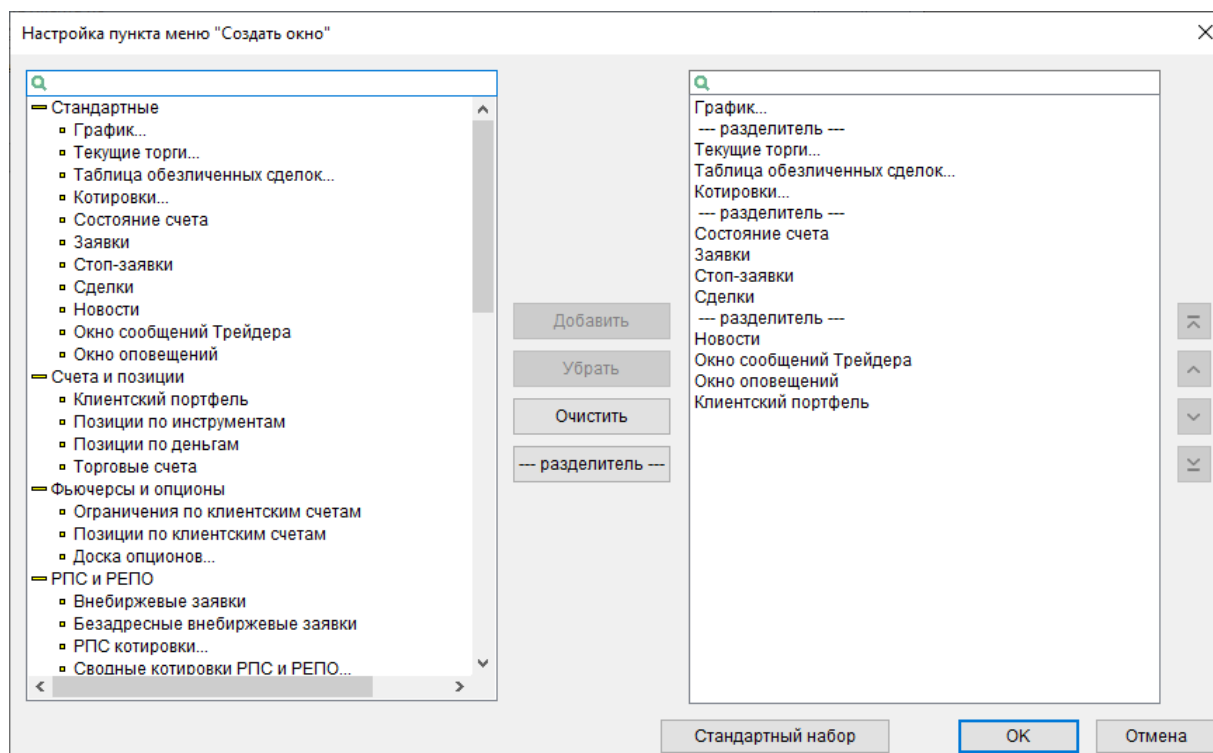 Настройка пункта меню "Создать окно"
Стандартные
График...
Текущие торги...
Таблица обезличенных сделок...
Котировки...
Состояние счета
Заявки
Стоп-заявки
Сделки
Новости
Окно сообщений Трейдера
Окно оповещений
Счета и позиции
Клиентский портфель
Позиции по инструментам
Позиции по деньгам
Торговые счета
Фьючерсы и опционы
Ограничения по клиентским счетам
Позиции по клиентским счетам
Доска опционов...
РПС и РЕПО
Внебиржевые заявки
Безадресные внебиржевые заявки
РПС котировки...
Сводные котировки РПС и РЕПО...
Добавить
Убрать
Очистить
--- разделитель ---
График...
--- разделитель ---
Текущие торги...
Таблица обезличенных сделок...
Котировки...
--- разделитель ---
Состояние счета
Заявки
Стоп-заявки
Сделки
--- разделитель ---
Новости
Окно сообщений Трейдера
Окно оповещений
Клиентский портфель
Стандартный набор
OK
Отмена